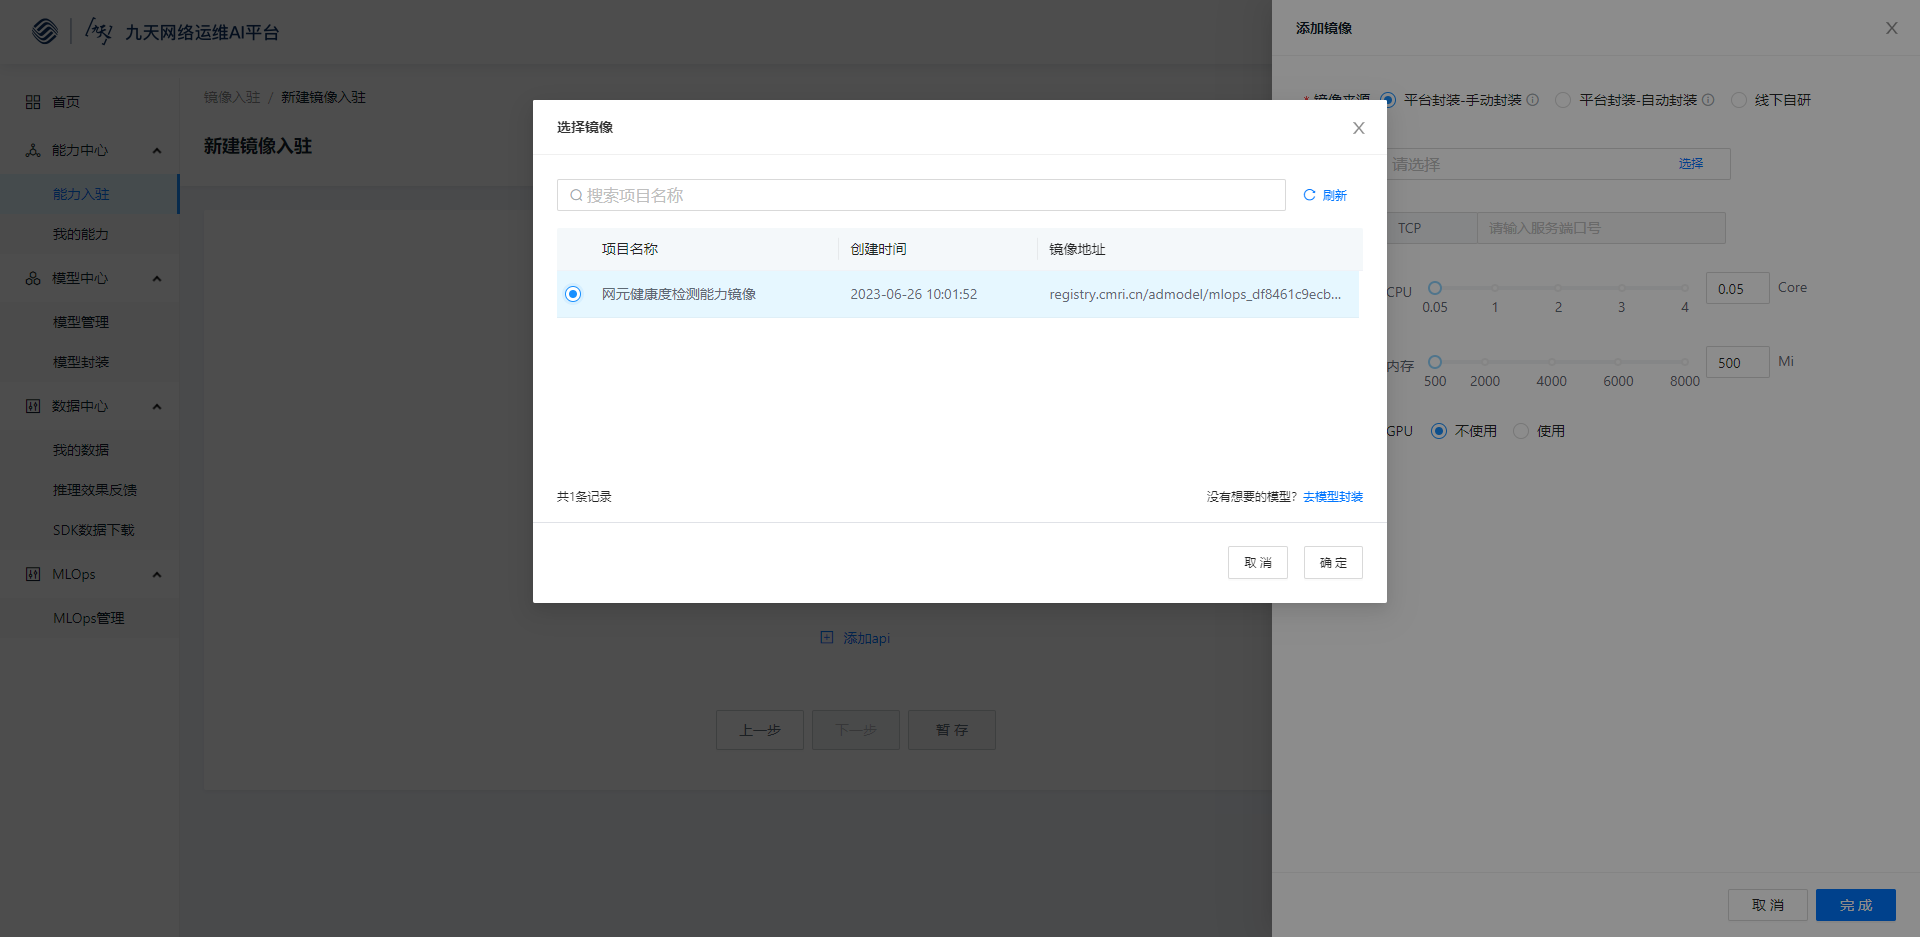 九天网络运维AI平台
首页
能力中心
能力入驻
我的能力
模型中心
模型管理
模型封装
数据中心
我的数据
推理效果反馈
SDK数据下载
MLOps
MLOps管理
镜像入驻 / 新建镜像入驻
新建镜像入驻
添加api
上一步 下一步 暂存
选择镜像
搜索项目名称 刷新
项目名称 创建时间 镜像地址
网元健康度检测能力镜像 2023-06-26 10:01:52 registry.cmri.cn/admodel/mlops_df8461c9ecb...
共1条记录 没有想要的模型? 去模型封装
取消 确定
添加镜像
* 镜像来源 平台封装-手动封装 平台封装-自动封装 线下自研
请选择 选择
TCP 请输入服务端口号
CPU 0.05 1 2 3 4 0.05 Core
内存 500 2000 4000 6000 8000 500 Mi
GPU 不使用 使用
取消 完成